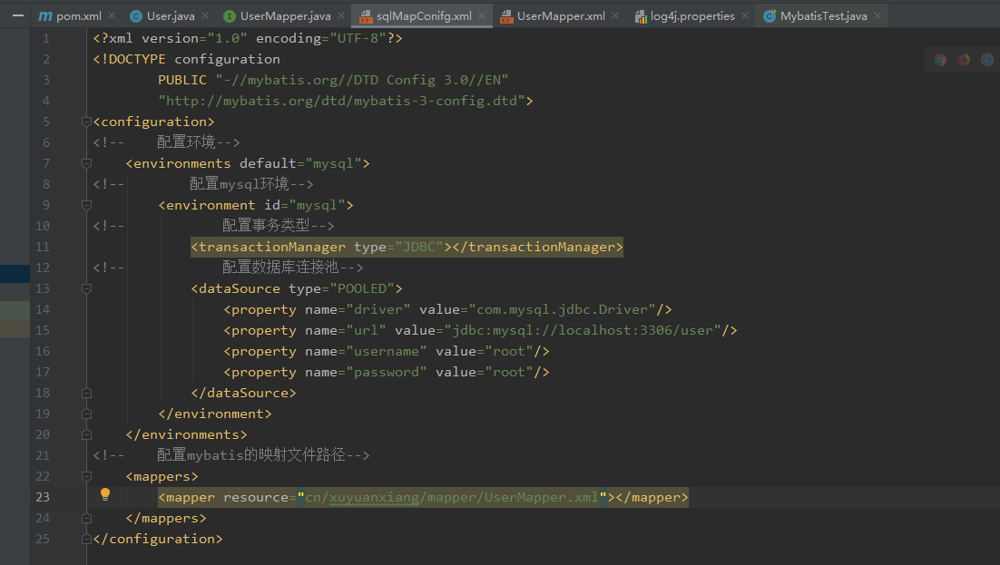 pom.xml User.java UserMapper.java sqlMapConifg.xml UserMapper.xml log4j.properties MybatisTest.java
1 <?xml version="1.0" encoding="UTF-8"?>
2 <!DOCTYPE configuration
3 PUBLIC "-//mybatis.org//DTD Config 3.0//EN"
4 "http://mybatis.org/dtd/mybatis-3-config.dtd">
5 <configuration>
6 <!-- 配置环境-->
7 <environments default="mysql">
8 <!-- 配置mysql环境-->
9 <environment id="mysql">
10 <!-- 配置事务类型-->
11 <transactionManager type="JDBC"></transactionManager>
12 <!-- 配置数据库连接池-->
13 <dataSource type="POOLED">
14 <property name="driver" value="com.mysql.jdbc.Driver"/>
15 <property name="url" value="jdbc:mysql://localhost:3306/user"/>
16 <property name="username" value="root"/>
17 <property name="password" value="root"/>
18 </dataSource>
19 </environment>
20 </environments>
21 <!-- 配置mybatis的映射文件路径-->
22 <mappers>
23 <mapper resource="cn/xuyuanxiang/mapper/UserMapper.xml"></mapper>
24 </mappers>
25 </configuration>